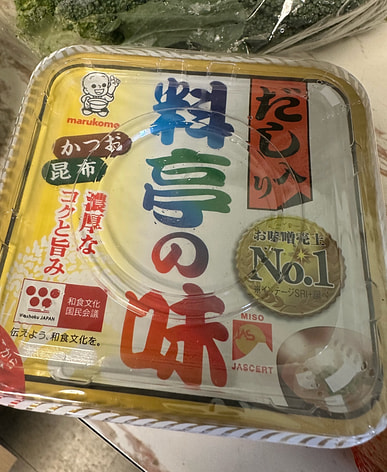 marukome
だし入り
料亭の味
かつお
昆布
濃厚な
コクと旨み
お味噌売上
No.1
和食文化
国民会議
Washoku JAPAN
伝えよう、和食文化を。
MISO
JAS
JASCERT
から